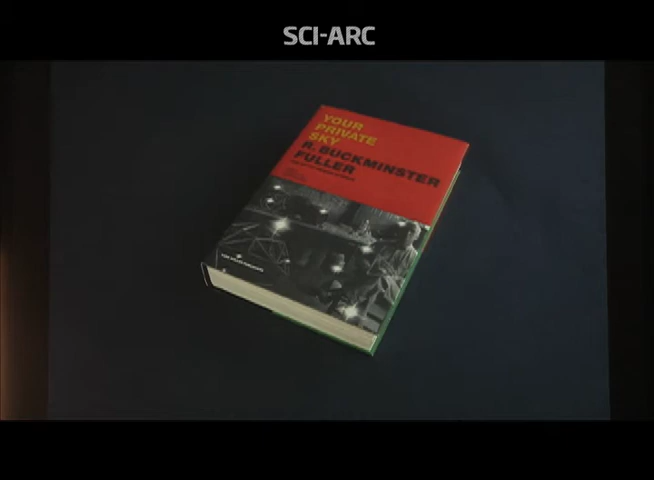 SCI-ARC
YOUR
PRIVATE
SKY
R. BUCKMINSTER
FULLER